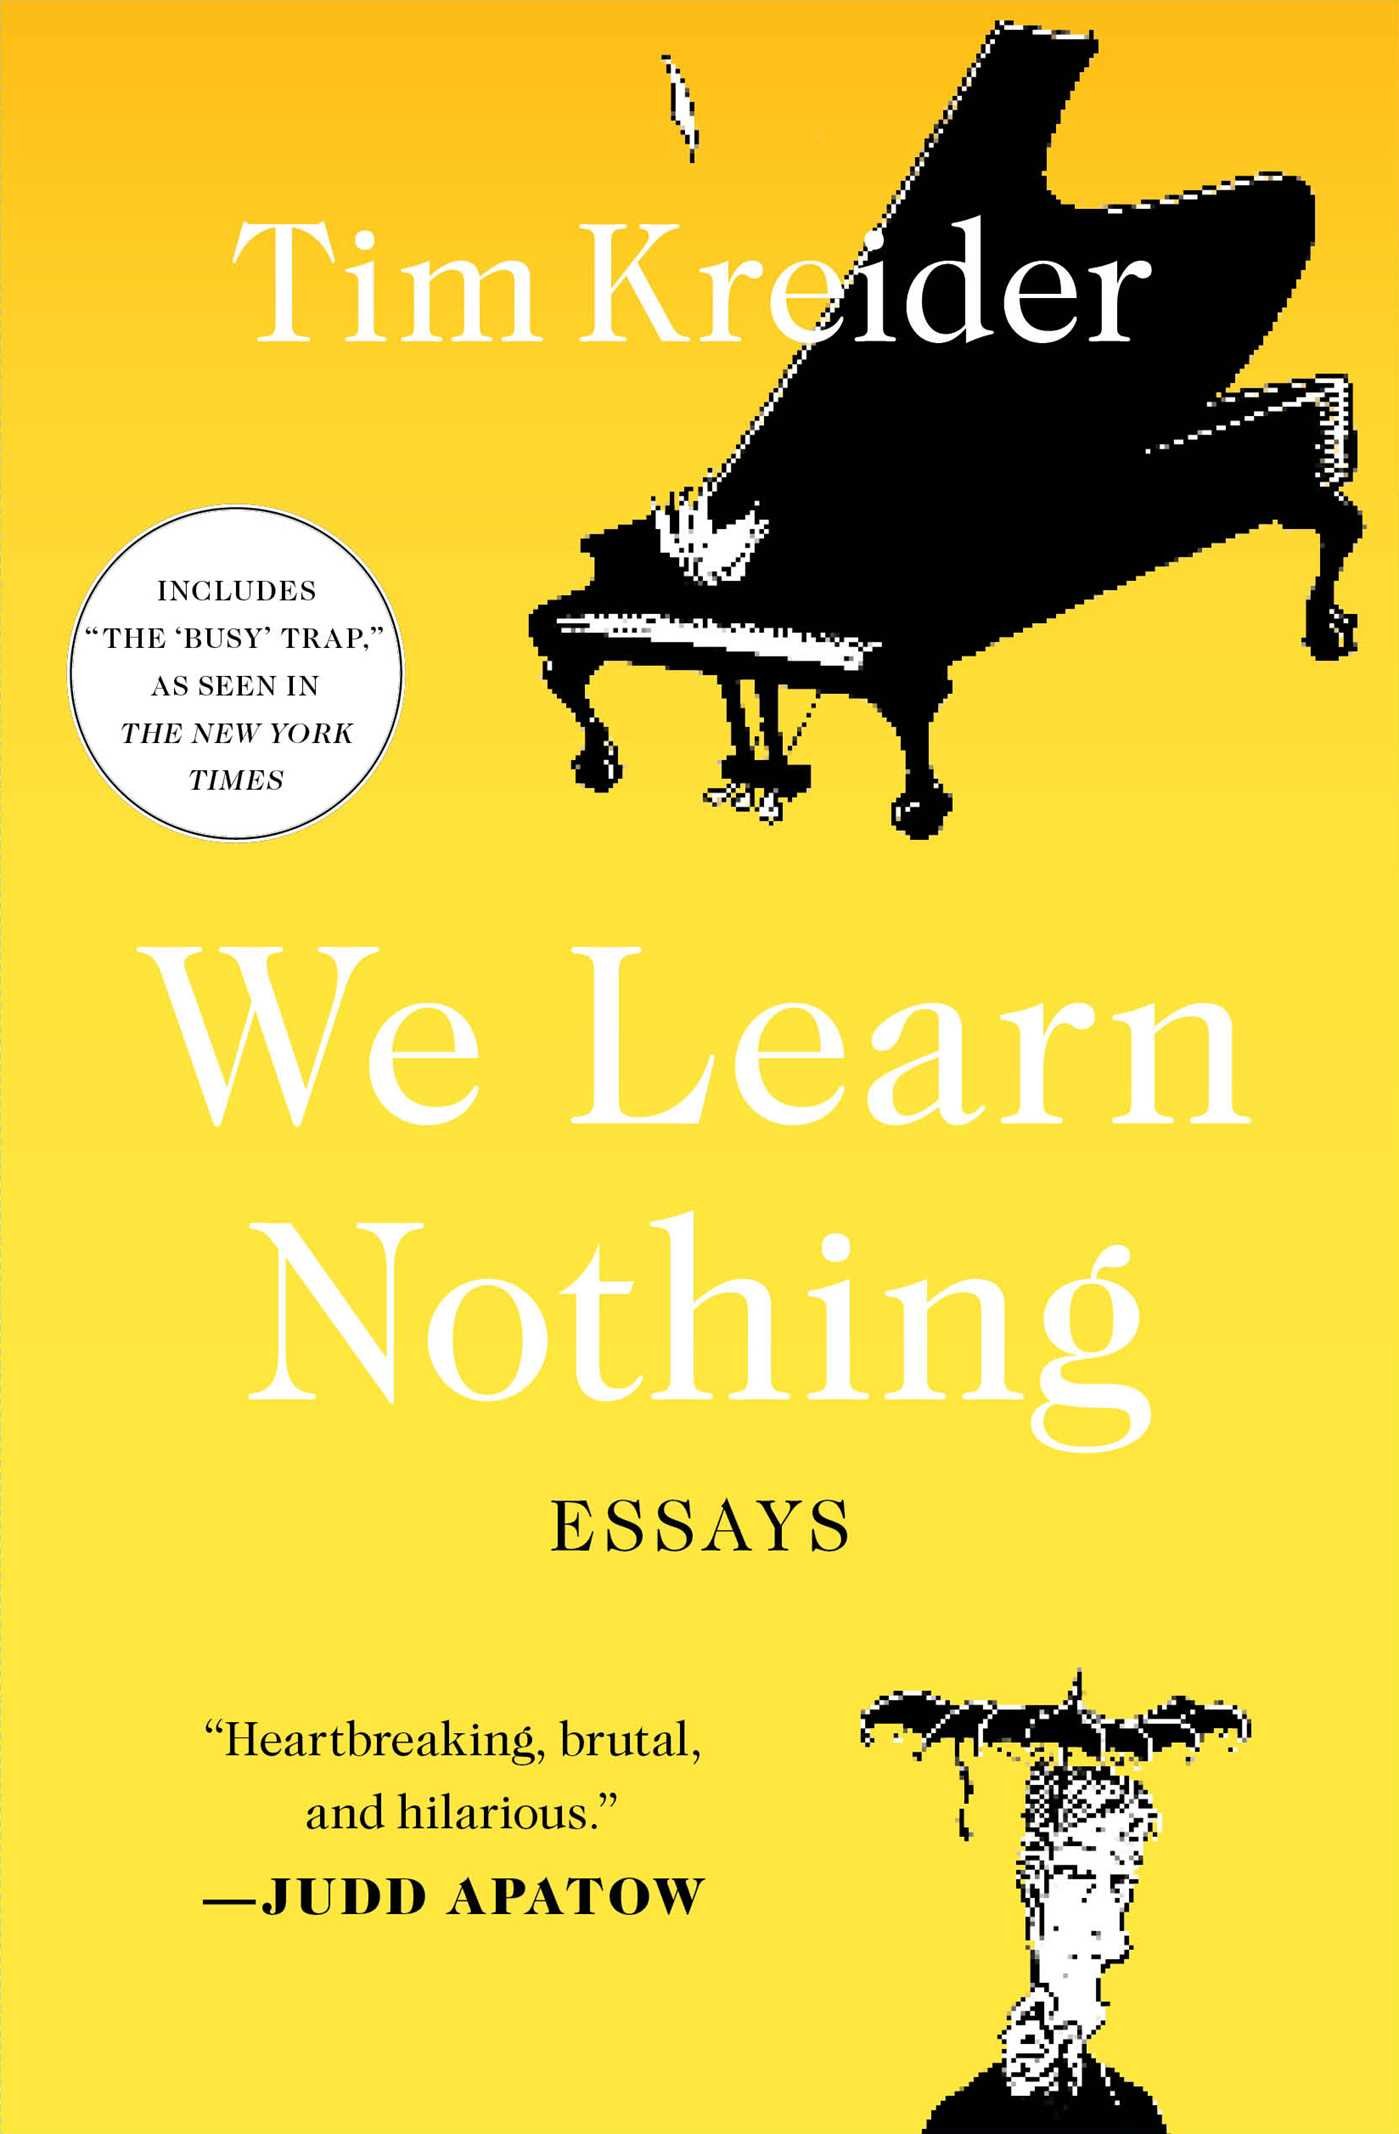 Tim Kreider
INCLUDES
“THE ‘BUSY’ TRAP,”
AS SEEN IN
THE NEW YORK
TIMES
We Learn
Nothing
ESSAYS
“Heartbreaking, brutal,
and hilarious.”
—JUDD APATOW